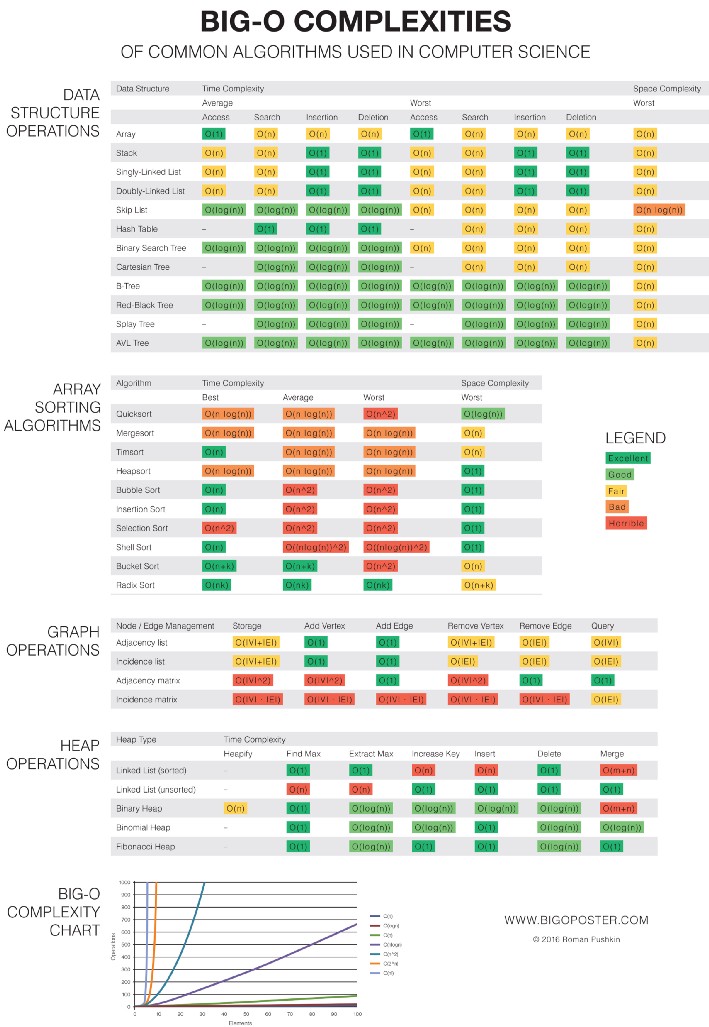 BIG-O COMPLEXITIES
OF COMMON ALGORITHMS USED IN COMPUTER SCIENCE
DATA STRUCTURE OPERATIONS
Data Structure Time Complexity Space Complexity
Average Worst Worst
Access Search Insertion Deletion Access Search Insertion Deletion
Array O(1) O(n) O(n) O(n) O(1) O(n) O(n) O(n) O(n)
Stack O(n) O(n) O(1) O(1) O(n) O(n) O(1) O(1) O(n)
Singly-Linked List O(n) O(n) O(1) O(1) O(n) O(n) O(1) O(1) O(n)
Doubly-Linked List O(n) O(n) O(1) O(1) O(n) O(n) O(1) O(1) O(n)
Skip List O(log(n)) O(log(n)) O(log(n)) O(log(n)) O(n) O(n) O(n) O(n) O(n log(n))
Hash Table – O(1) O(1) O(1) – O(n) O(n) O(n) O(n)
Binary Search Tree O(log(n)) O(log(n)) O(log(n)) O(log(n)) O(n) O(n) O(n) O(n) O(n)
Cartesian Tree – O(log(n)) O(log(n)) O(log(n)) – O(n) O(n) O(n) O(n)
B-Tree O(log(n)) O(log(n)) O(log(n)) O(log(n)) O(log(n)) O(log(n)) O(log(n)) O(log(n)) O(n)
Red-Black Tree O(log(n)) O(log(n)) O(log(n)) O(log(n)) O(log(n)) O(log(n)) O(log(n)) O(log(n)) O(n)
Splay Tree – O(log(n)) O(log(n)) O(log(n)) – O(log(n)) O(log(n)) O(log(n)) O(n)
AVL Tree O(log(n)) O(log(n)) O(log(n)) O(log(n)) O(log(n)) O(log(n)) O(log(n)) O(log(n)) O(n)
ARRAY SORTING ALGORITHMS
Algorithm Time Complexity Space Complexity
Best Average Worst Worst
Quicksort O(n log(n)) O(n log(n)) O(n^2) O(log(n))
Mergesort O(n log(n)) O(n log(n)) O(n log(n)) O(n)
Timsort O(n) O(n log(n)) O(n log(n)) O(n)
Heapsort O(n log(n)) O(n log(n)) O(n log(n)) O(1)
Bubble Sort O(n) O(n^2) O(n^2) O(1)
Insertion Sort O(n) O(n^2) O(n^2) O(1)
Selection Sort O(n^2) O(n^2) O(n^2) O(1)
Shell Sort O(n) O((nlog(n))^2) O((nlog(n))^2) O(1)
Bucket Sort O(n+k) O(n+k) O(n^2) O(n)
Radix Sort O(nk) O(nk) O(nk) O(n+k)
LEGEND
Excellent
Good
Fair
Bad
Horrible
GRAPH OPERATIONS
Node / Edge Management Storage Add Vertex Add Edge Remove Vertex Remove Edge Query
Adjacency list O(|V|+|E|) O(1) O(1) O(|V|+|E|) O(|E|) O(|V|)
Incidence list O(|V|+|E|) O(1) O(1) O(|E|) O(|E|) O(|E|)
Adjacency matrix O(|V|^2) O(|V|^2) O(1) O(|V|^2) O(1) O(1)
Incidence matrix O(|V| · |E|) O(|V| · |E|) O(|V| · |E|) O(|V| · |E|) O(|V| · |E|) O(|E|)
HEAP OPERATIONS
Heap Type Time Complexity
Heapify Find Max Extract Max Increase Key Insert Delete Merge
Linked List (sorted) – O(1) O(1) O(n) O(n) O(1) O(m+n)
Linked List (unsorted) – O(n) O(n) O(1) O(1) O(1) O(1)
Binary Heap O(n) O(1) O(log(n)) O(log(n)) O(log(n)) O(log(n)) O(m+n)
Binomial Heap – O(1) O(log(n)) O(log(n)) O(1) O(log(n)) O(log(n))
Fibonacci Heap – O(1) O(log(n)) O(1) O(1) O(log(n)) O(1)
BIG-O COMPLEXITY CHART
Operations
1000
900
800
700
600
500
400
300
200
100
0
0 10 20 30 40 50 60 70 80 90 100
Elements
WWW.BIGOPOSTER.COM
© 2016 Roman Pushkin